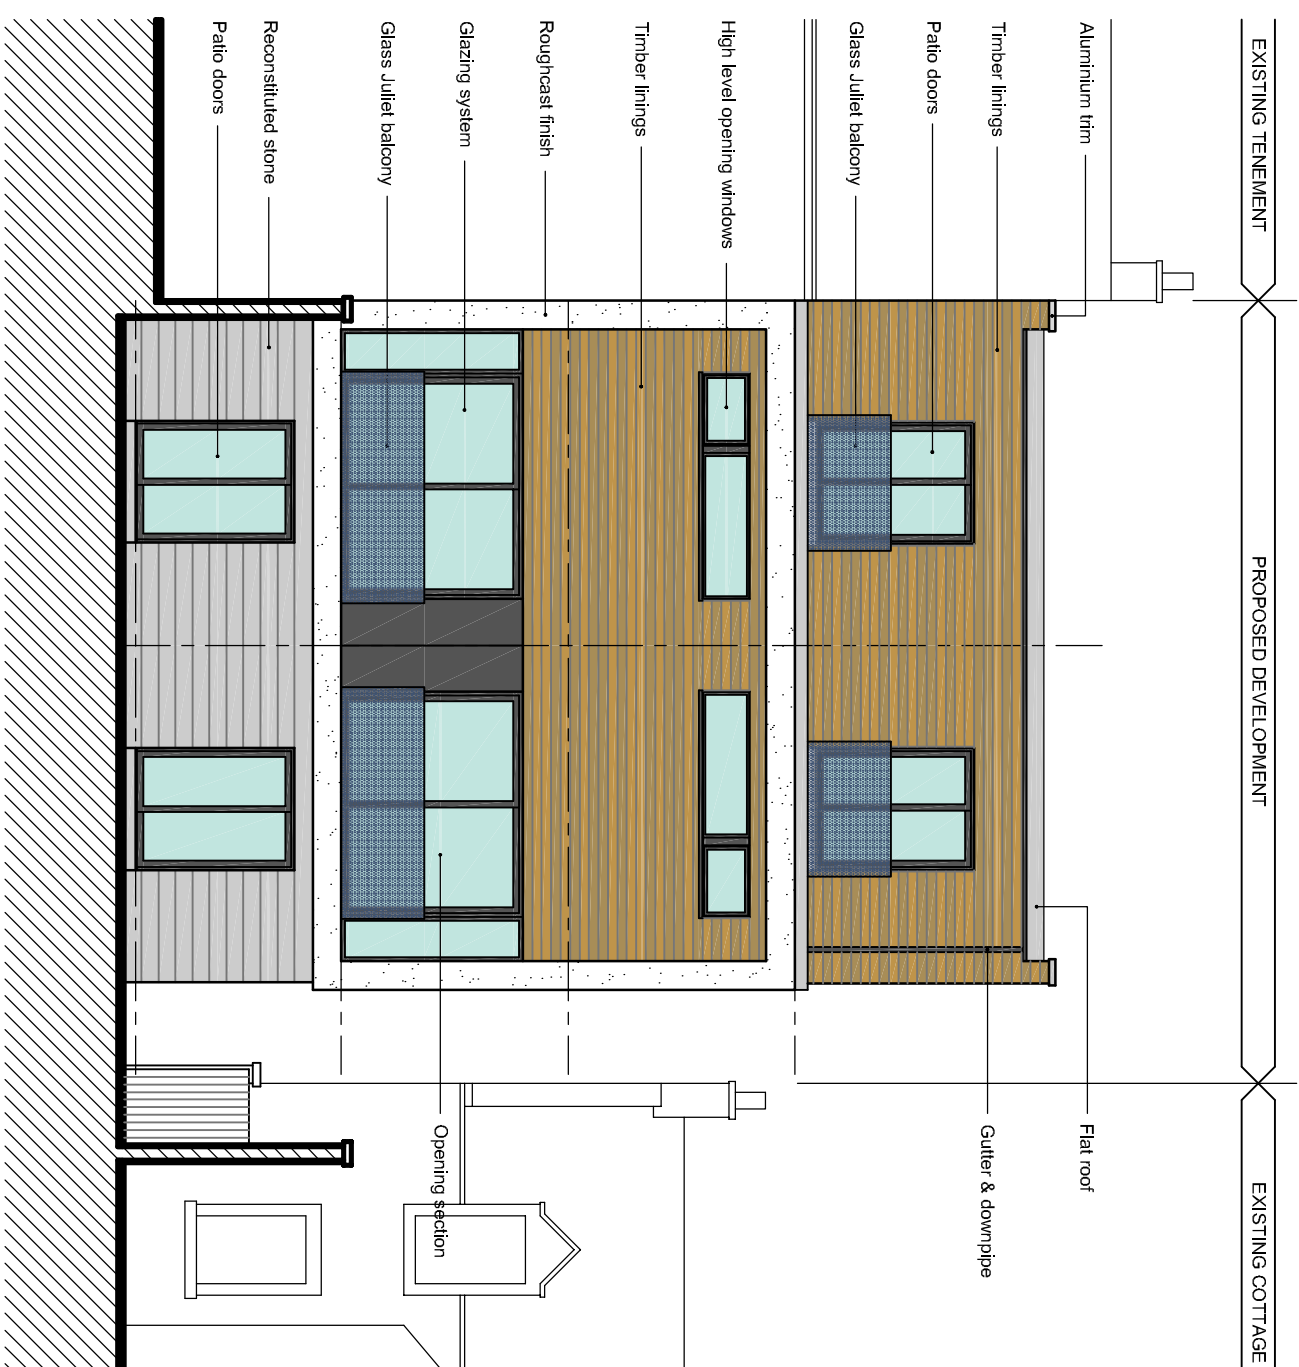 EXISTING TENEMENT
PROPOSED DEVELOPMENT
EXISTING COTTAGE
Aluminium trim
Timber linings
Patio doors
Glass Juliet balcony
High level opening windows
Timber linings
Roughcast finish
Glazing system
Glass Juliet balcony
Reconstituted stone
Patio doors
Flat roof
Gutter & downpipe
Opening section